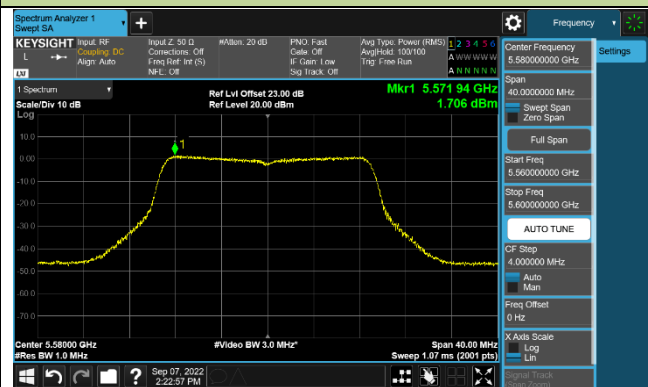 Spectrum Analyzer 1
Swept SA
Frequency
KEYSIGHT
L
LXI
Input: RF
Coupling: DC
Align: Auto
Input Z: 50 Ω
Corrections: Off
Freq Ref: Int (S)
NFE: Off
#Atten: 20 dB
PNO: Fast
Gate: Off
IF Gain: Low
Sig Track: Off
Avg Type: Power (RMS)
Avg|Hold: 100/100
Trig: Free Run
1 2 3 4 5 6
A W W W W W
A N N N N N
1 Spectrum
Scale/Div 10 dB
Log
Ref Lvl Offset 23.00 dB
Ref Level 20.00 dBm
Mkr1 5.571 94 GHz
1.706 dBm
1
10.0
0.00
-10.0
-20.0
-30.0
-40.0
-50.0
-60.0
-70.0
Center 5.58000 GHz
#Res BW 1.0 MHz
#Video BW 3.0 MHz*
Span 40.00 MHz
Sweep 1.07 ms (2001 pts)
Sep 07, 2022
2:22:57 PM
Center Frequency
5.580000000 GHz
Span
40.0000000 MHz
Swept Span
Zero Span
Full Span
Start Freq
5.560000000 GHz
Stop Freq
5.600000000 GHz
AUTO TUNE
CF Step
4.000000 MHz
Auto
Man
Freq Offset
0 Hz
X Axis Scale
Log
Lin
Signal Track
(Span Zoom)
Settings